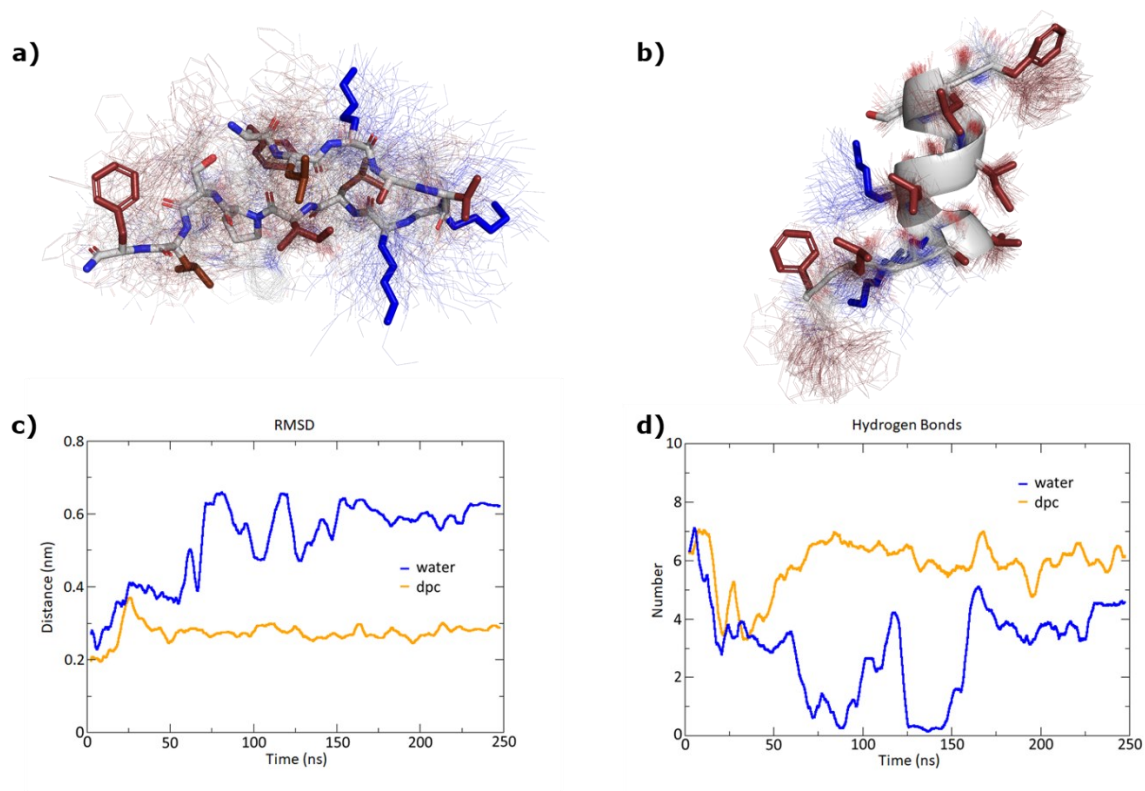 a)
b)
c)
RMSD
0.8
0.6
0.4
0.2
0
Distance (nm)
water
dpc
0
50
100
150
200
250
Time (ns)
d)
Hydrogen Bonds
10
8
6
4
2
0
Number
water
dpc
0
50
100
150
200
250
Time (ns)